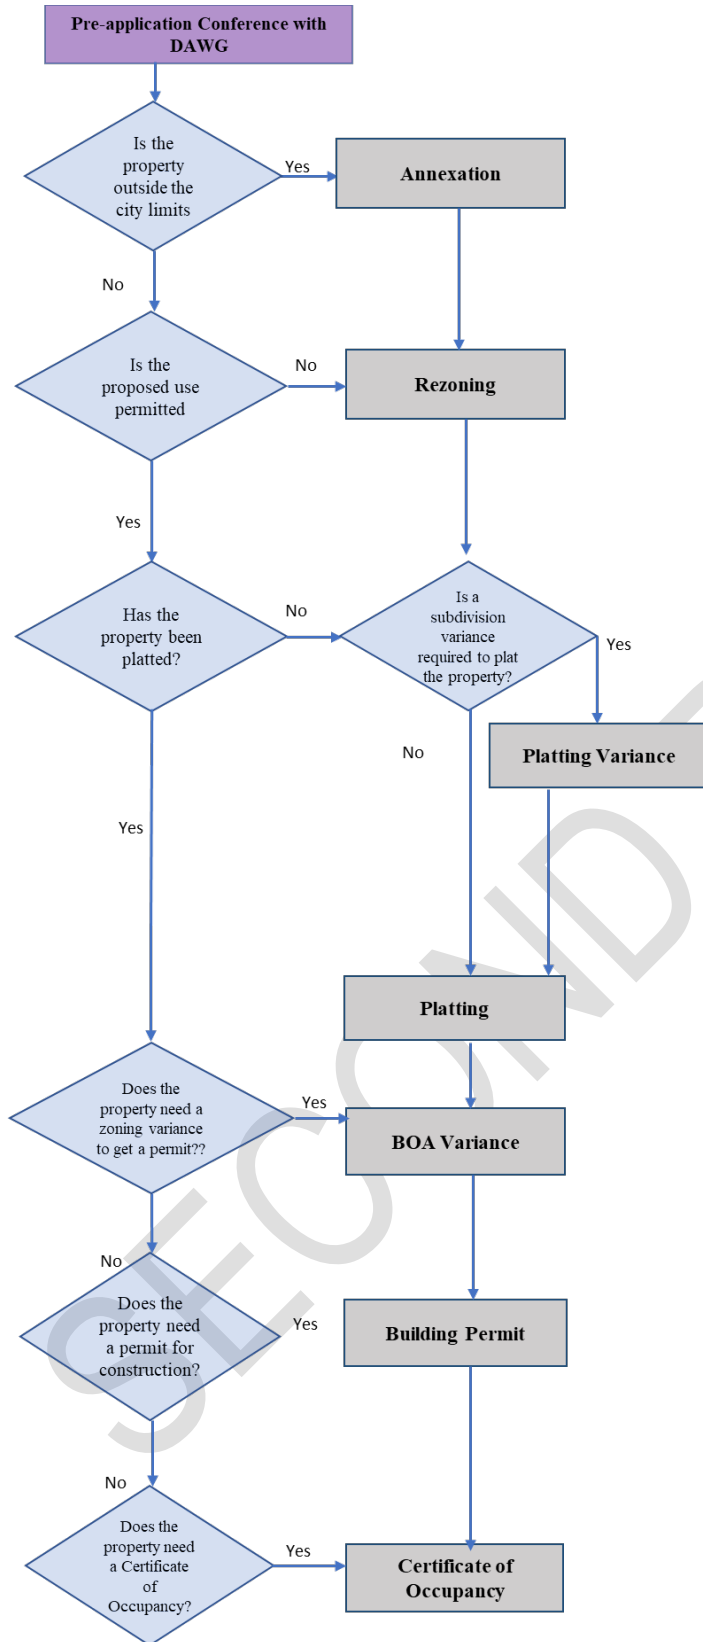 Pre-application Conference with
DAWG
Is the
property
outside the
city limits
Yes
Annexation
No
Is the
proposed use
permitted
No
Rezoning
Yes
Has the
property been
platted?
No
Is a
subdivision
variance
required to plat
the property?
Yes
No
Platting Variance
Yes
Platting
Does the
property need a
zoning variance
to get a permit??
Yes
BOA Variance
No
Does the
property need
a permit for
construction?
Yes
Building Permit
No
Does the
property need
a Certificate
of
Occupancy?
Yes
Certificate of
Occupancy
SECOND